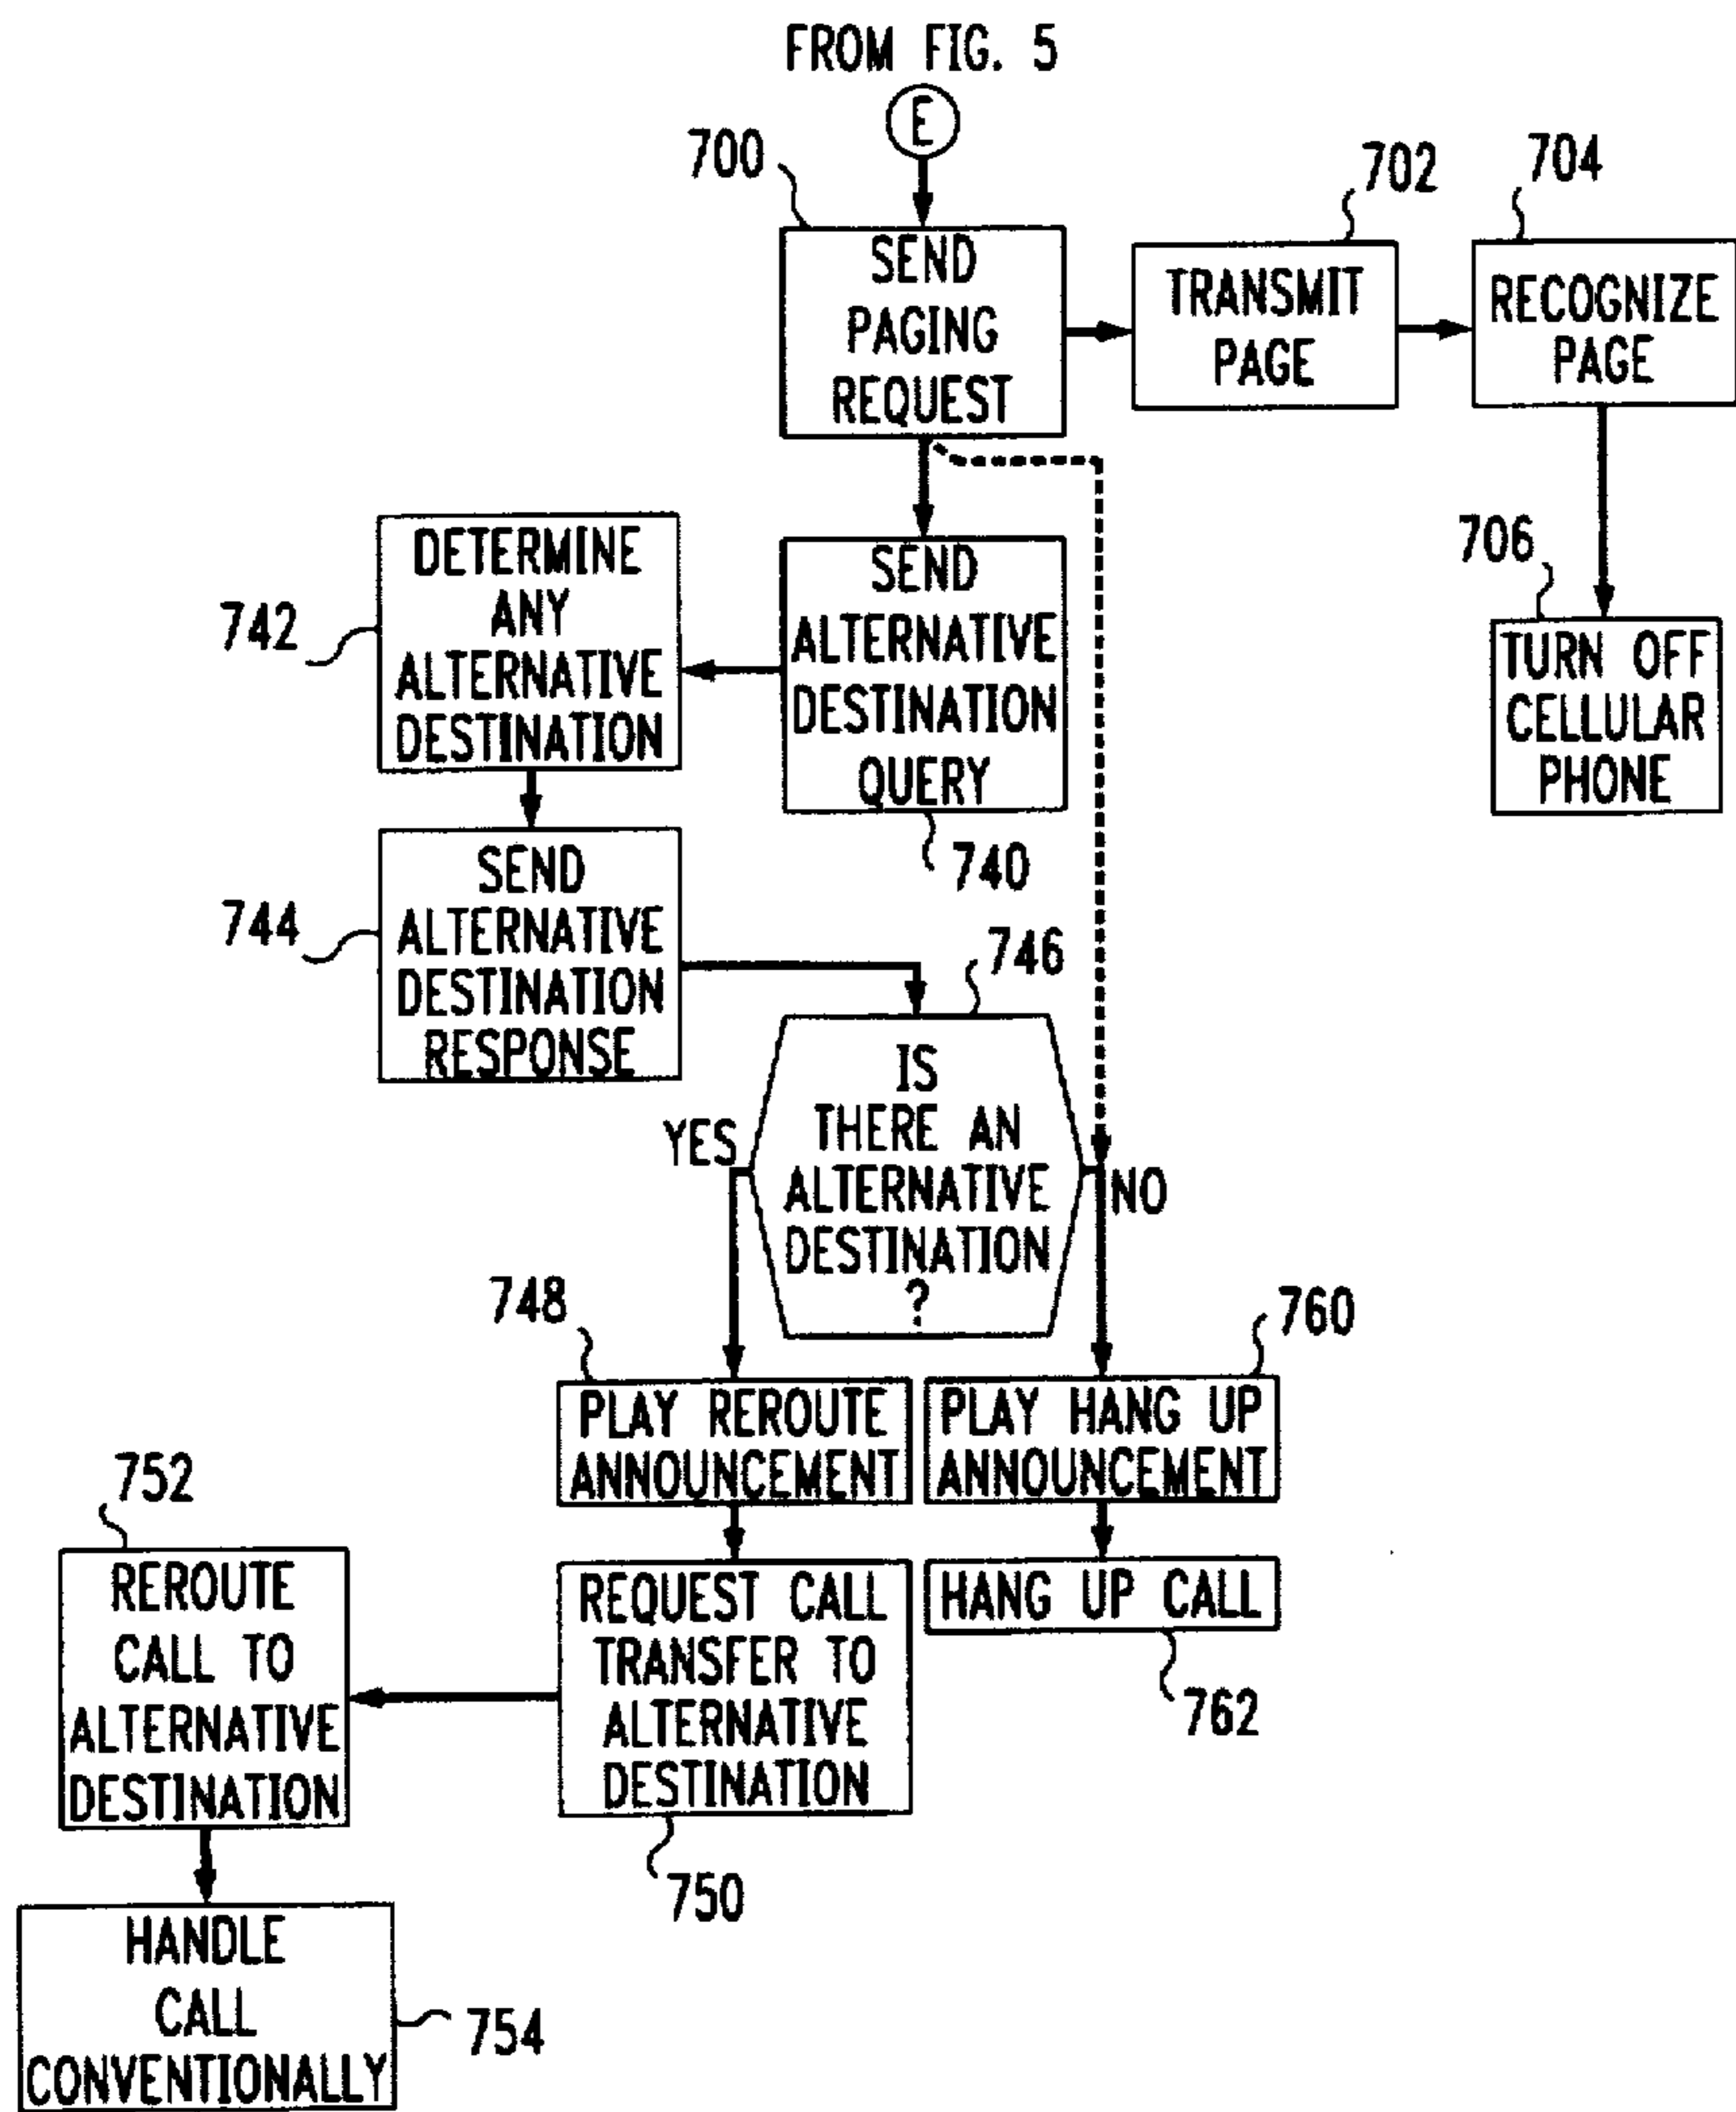 FROM FIG. 5
E
700
SEND
PAGING
REQUEST
702
TRANSMIT
PAGE
704
RECOGNIZE
PAGE
706
TURN OFF
CELLULAR
PHONE
SEND
ALTERNATIVE
DESTINATION
QUERY
740
742
DETERMINE
ANY
ALTERNATIVE
DESTINATION
744
SEND
ALTERNATIVE
DESTINATION
RESPONSE
746
IS
THERE AN
ALTERNATIVE
DESTINATION
?
YES
NO
748
PLAY REROUTE
ANNOUNCEMENT
760
PLAY HANG UP
ANNOUNCEMENT
HANG UP CALL
762
REQUEST CALL
TRANSFER TO
ALTERNATIVE
DESTINATION
750
752
REROUTE
CALL TO
ALTERNATIVE
DESTINATION
HANDLE
CALL
CONVENTIONALLY
754